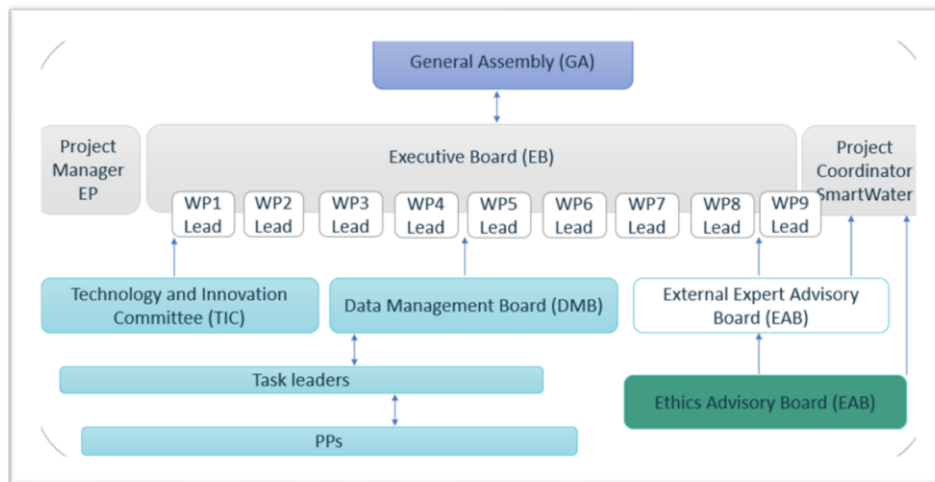 General Assembly (GA)
Project
Manager
EP
Executive Board (EB)
Project
Coordinator
SmartWater
WP1
Lead
WP2
Lead
WP3
Lead
WP4
Lead
WP5
Lead
WP6
Lead
WP7
Lead
WP8
Lead
WP9
Lead
Technology and Innovation
Committee (TIC)
Data Management Board (DMB)
External Expert Advisory
Board (EAB)
Task leaders
Ethics Advisory Board (EAB)
PPs